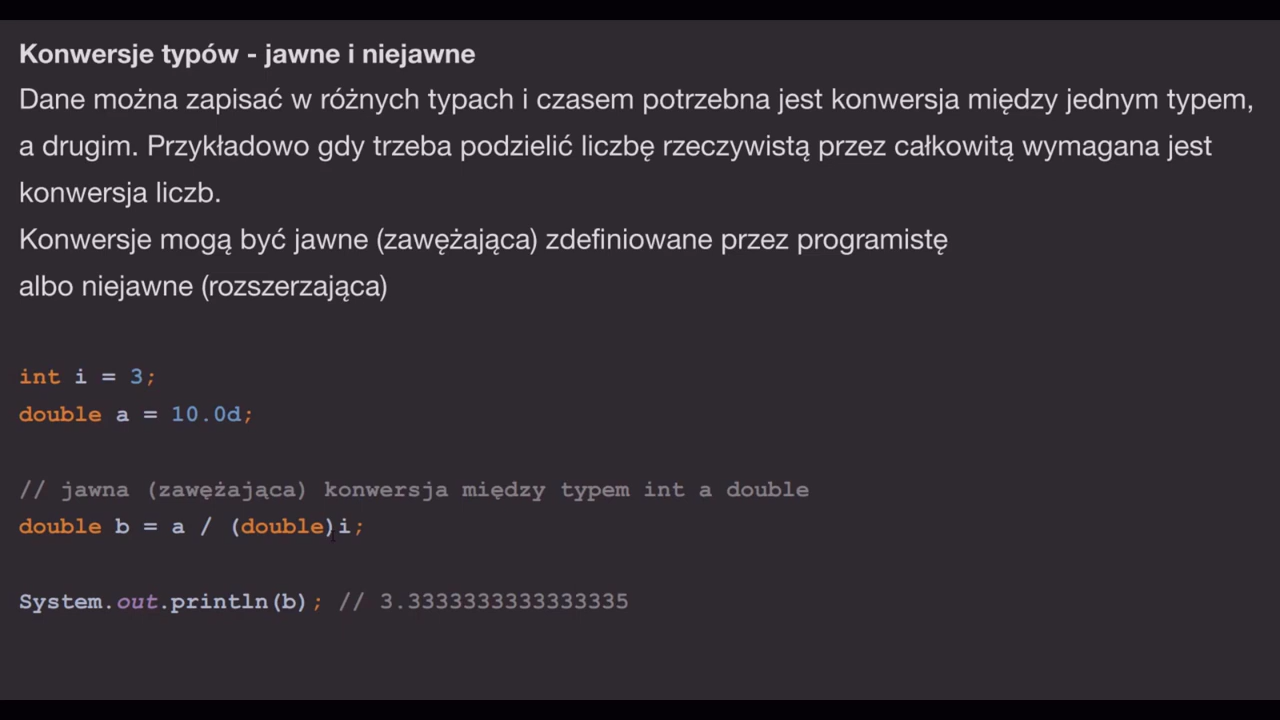 Konwersje typów - jawne i niejawne
Dane można zapisać w różnych typach i czasem potrzebna jest konwersja między jednym typem,
a drugim. Przykładowo gdy trzeba podzielić liczbę rzeczywistą przez całkowitą wymagana jest
konwersja liczb.
Konwersje mogą być jawne (zawężająca) zdefiniowane przez programistę
albo niejawne (rozszerzająca)
int i = 3;
double a = 10.0d;
// jawna (zawężająca) konwersja między typem int a double
double b = a / (double)i;
System.out.println(b); // 3.3333333333333335